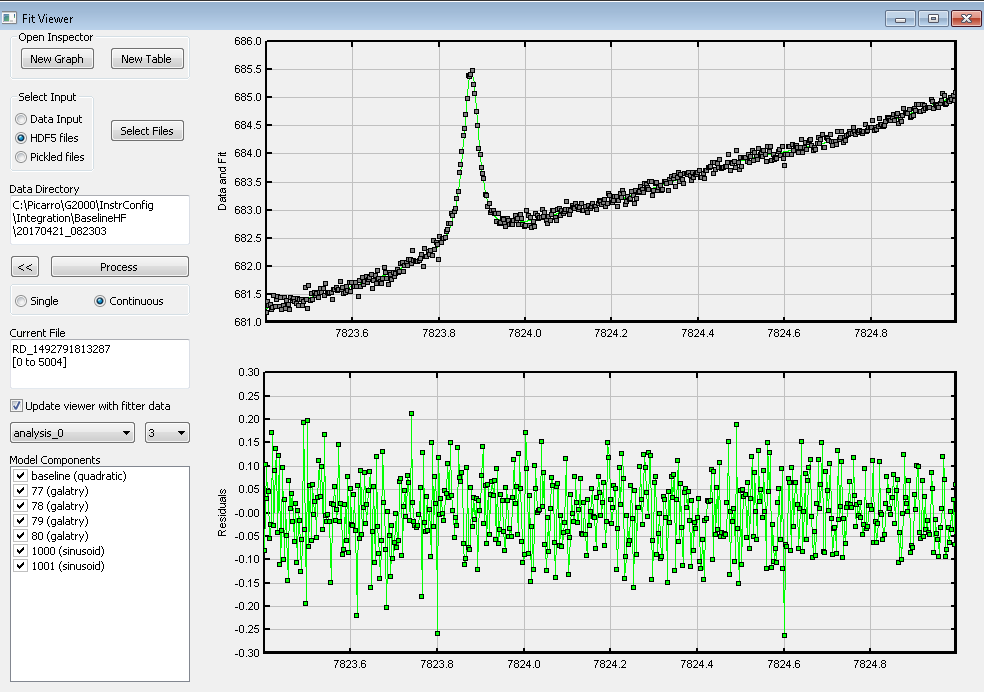 Fit Viewer
Open Inspector
New Graph
New Table
Select Input
Data Input
HDF5 files
Pickled files
Select Files
Data Directory
C:\Picarro\G2000\InstrConfig
\Integration\BaselineHF
\20170421_082303
<<
Process
Single
Continuous
Current File
RD_1492791813287
[0 to 5004]
Update viewer with fitter data
analysis_0
3
Model Components
baseline (quadratic)
77 (galatry)
78 (galatry)
79 (galatry)
80 (galatry)
1000 (sinusoid)
1001 (sinusoid)
Data and Fit
686.0
685.5
685.0
684.5
684.0
683.5
683.0
682.5
682.0
681.5
681.0
7823.6
7823.8
7824.0
7824.2
7824.4
7824.6
7824.8
Residuals
0.30
0.25
0.20
0.15
0.10
0.05
-0.00
-0.05
-0.10
-0.15
-0.20
-0.25
-0.30
7823.6
7823.8
7824.0
7824.2
7824.4
7824.6
7824.8